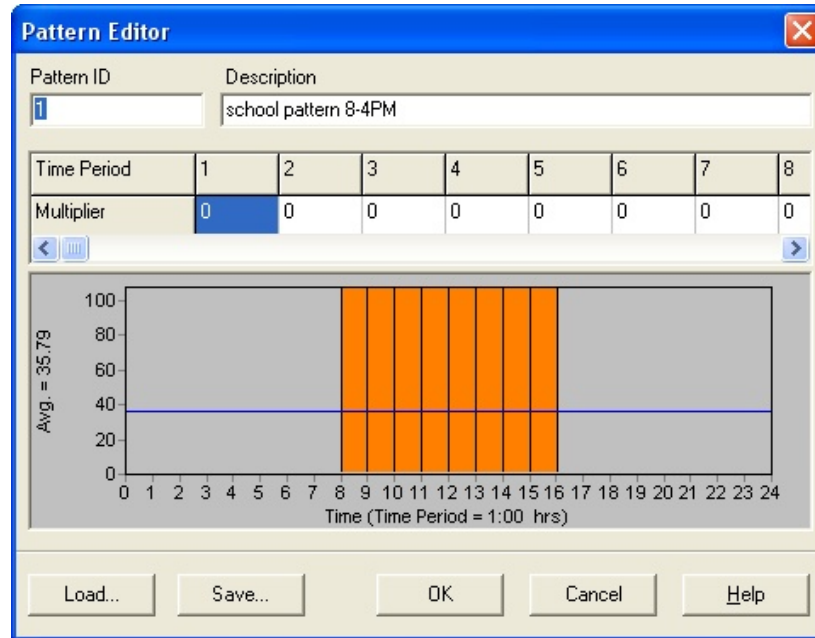 Pattern Editor
Pattern ID Description
1 school pattern 8-4PM
Time Period 1 2 3 4 5 6 7 8
Multiplier 0 0 0 0 0 0 0 0
Avg. = 35.79
100
80
60
40
20
0
0 1 2 3 4 5 6 7 8 9 10 11 12 13 14 15 16 17 18 19 20 21 22 23 24
Time (Time Period = 1:00 hrs)
Load... Save... OK Cancel Help